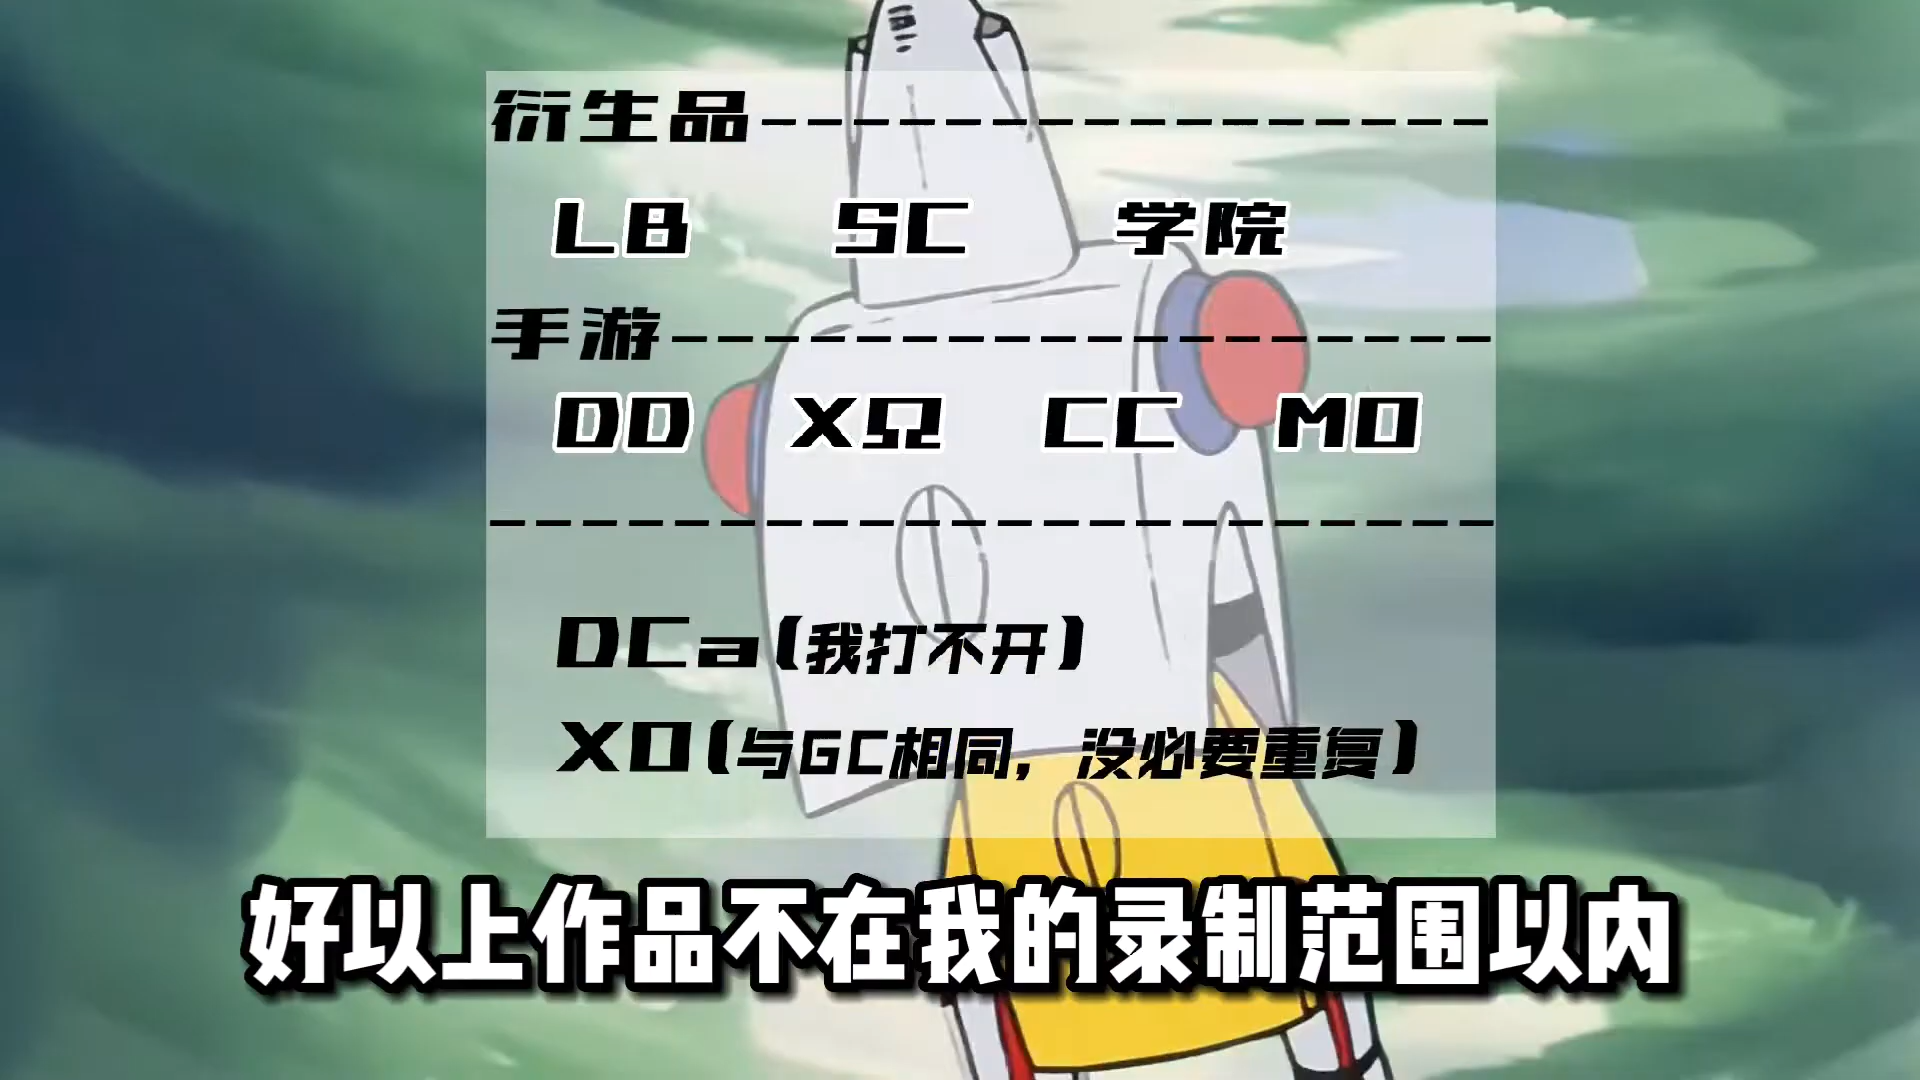 衍生品-----------------
LB SC 学院
手游-------------------
DD XΩ CC MO
-----------------------
DCa(我打不开)
XO(与GC相同，没必要重复)
好以上作品不在我的录制范围以内